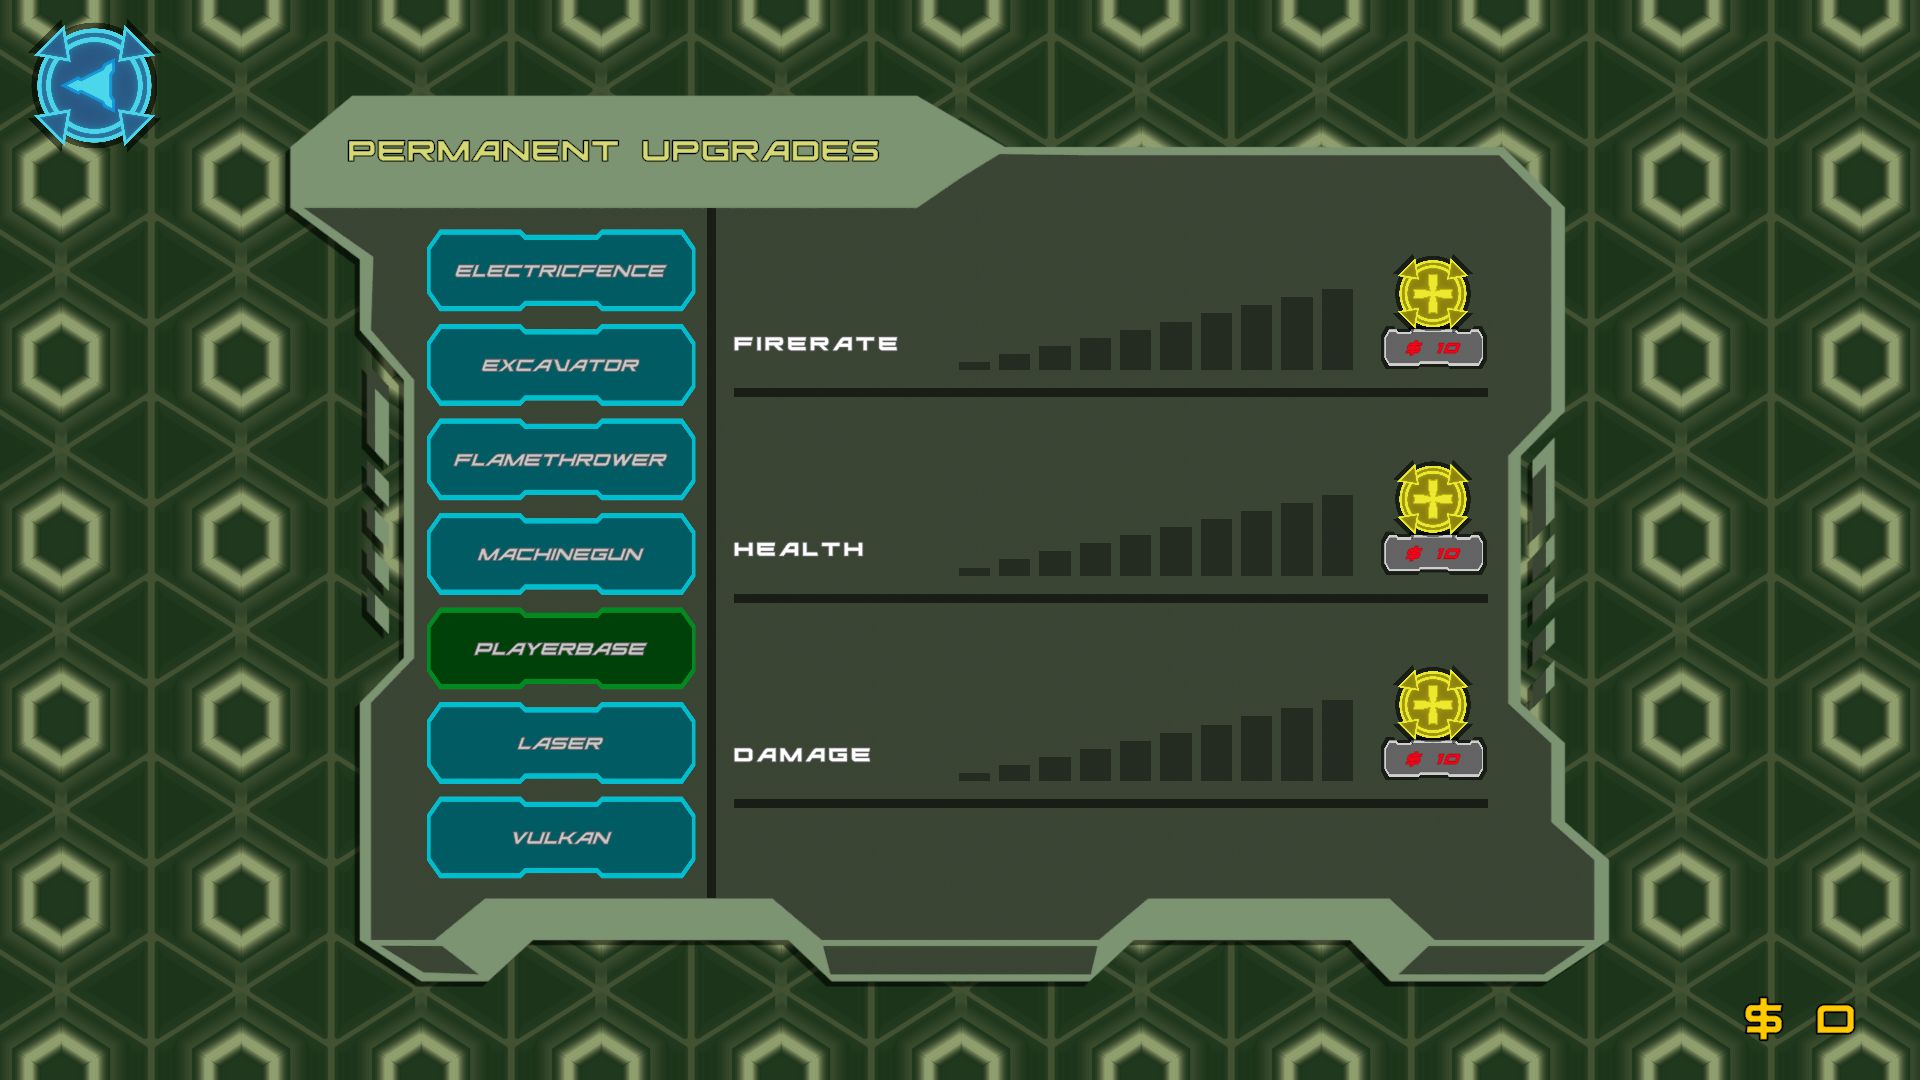 PERMANENT UPGRADES
ELECTRICFENCE
EXCAVATOR
FLAMETHROWER
MACHINEGUN
PLAYERBASE
LASER
VULKAN
FIRERATE
$ 10
HEALTH
$ 10
DAMAGE
$ 10
$ 0